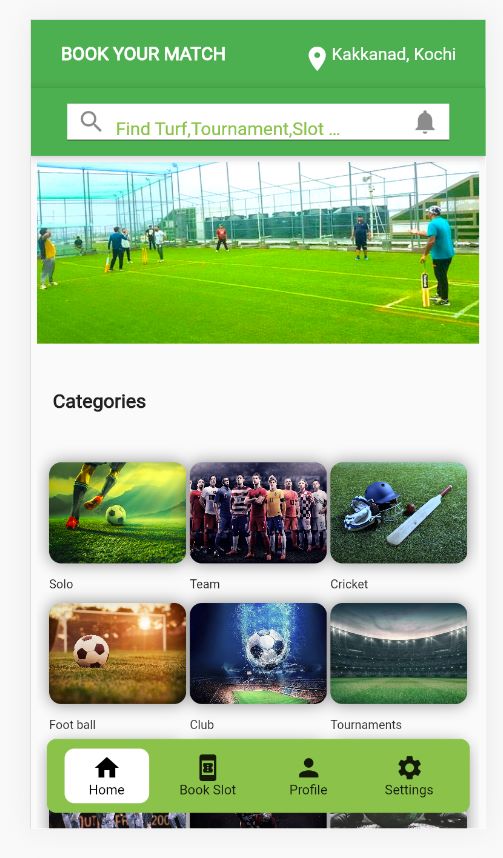 BOOK YOUR MATCH
Kakkanad, Kochi
Find Turf,Tournament,Slot ...
Categories
Solo
Team
Cricket
Foot ball
Club
Tournaments
Home
Book Slot
Profile
Settings